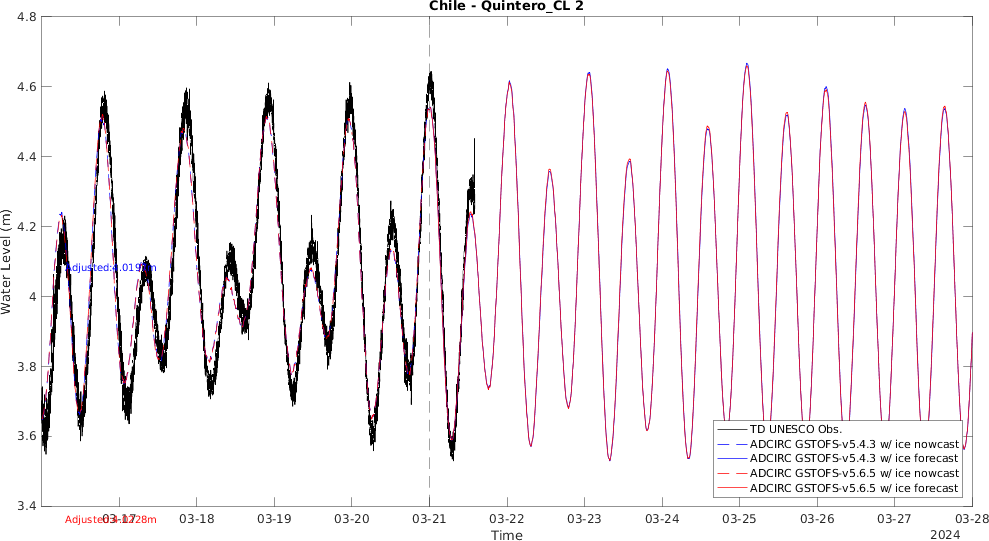 Chile - Quintero_CL 2
4.8
4.6
4.4
4.2
4
3.8
3.6
3.4
Water Level (m)
TD UNESCO Obs.
ADCIRC GSTOFS-v5.4.3 w/ ice nowcast
ADCIRC GSTOFS-v5.4.3 w/ ice forecast
ADCIRC GSTOFS-v5.6.5 w/ ice nowcast
ADCIRC GSTOFS-v5.6.5 w/ ice forecast
03-17 03-18 03-19 03-20 03-21 03-22 03-23 03-24 03-25 03-26 03-27 03-28
Time
2024